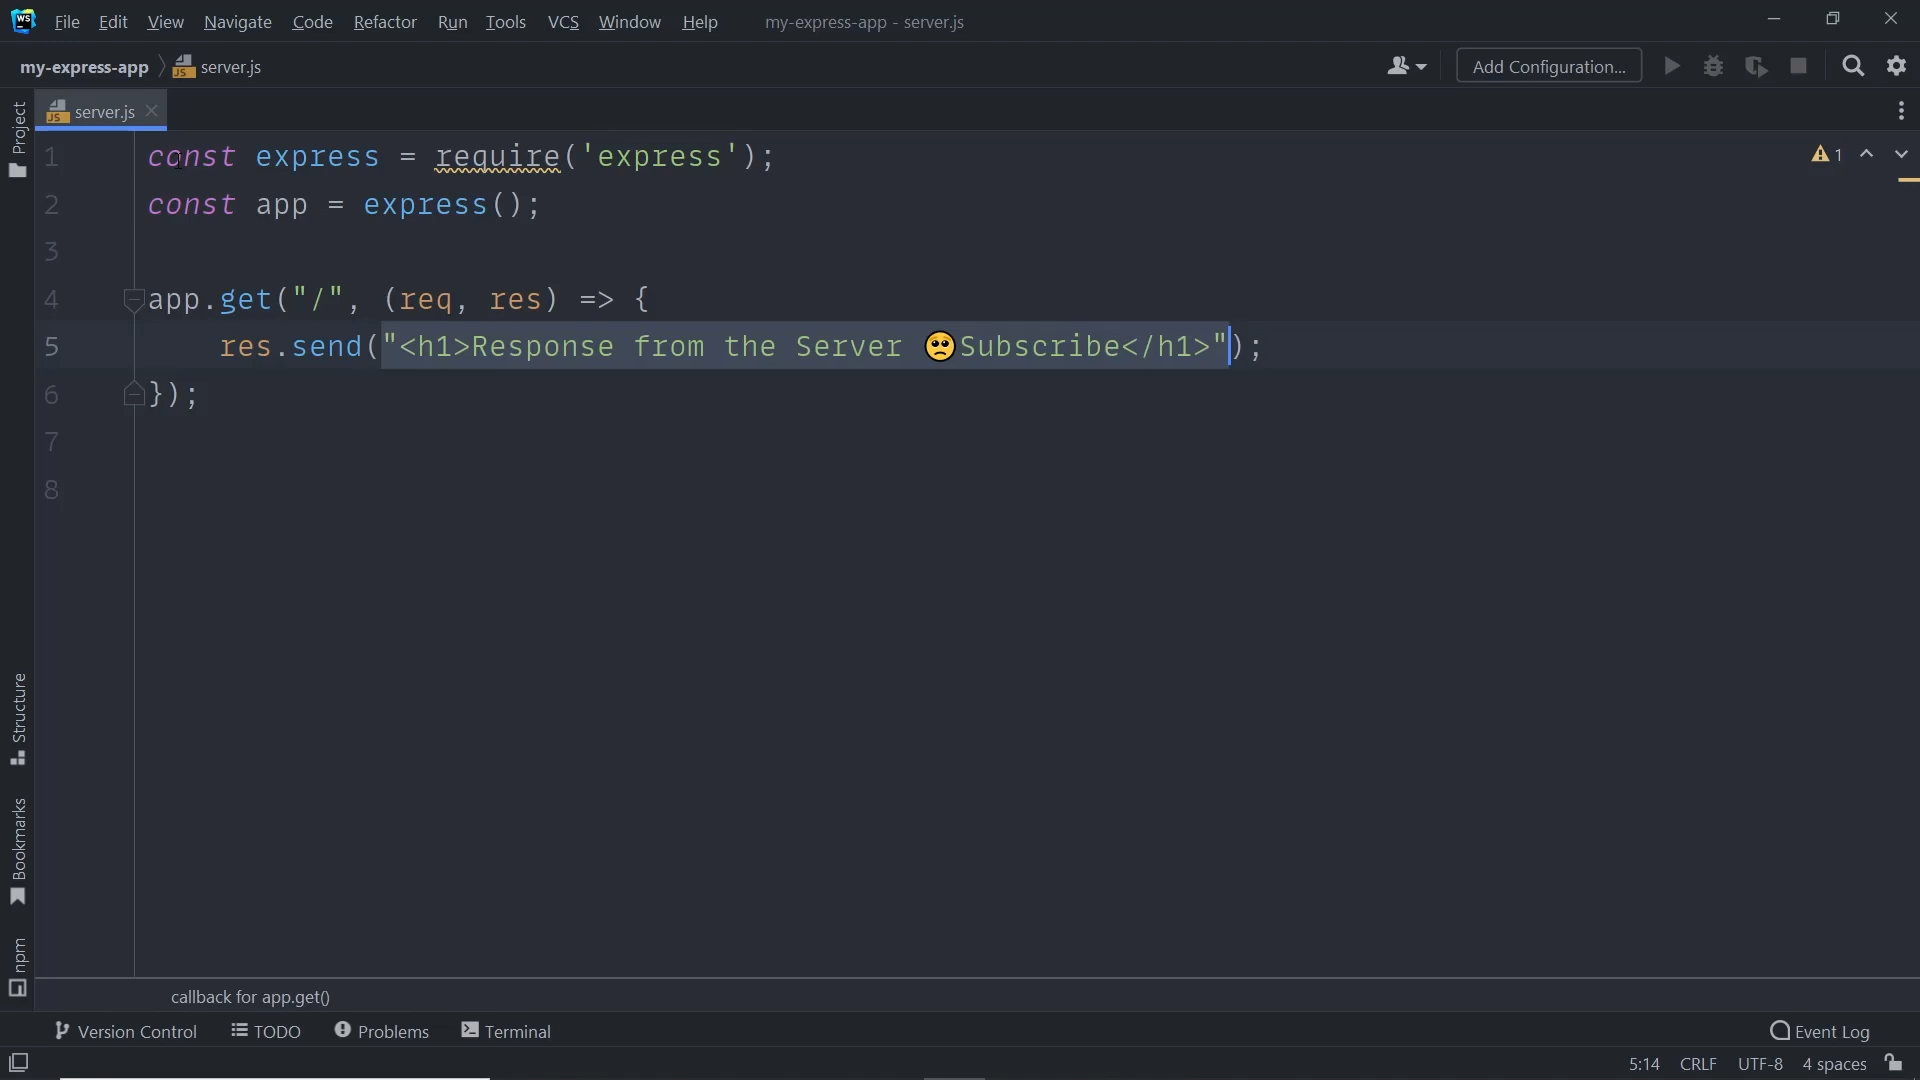 WS File Edit View Navigate Code Refactor Run Tools VCS Window Help my-express-app - server.js
my-express-app server.js Add Configuration...
server.js
Project
1 const express = require('express');
2 const app = express();
3
4 app.get("/", (req, res) => {
5 res.send("<h1>Response from the Server 🥺Subscribe</h1>");
6 });
7
8
1
Structure
Bookmarks
npm
callback for app.get()
Version Control TODO Problems Terminal Event Log
5:14 CRLF UTF-8 4 spaces